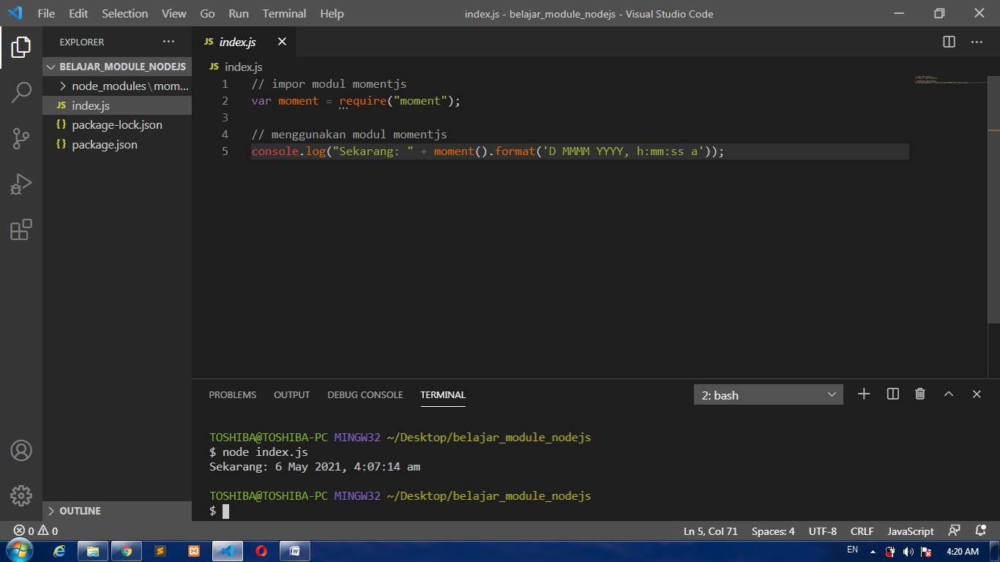 File Edit Selection View Go Run Terminal Help index.js - belajar_module_nodejs - Visual Studio Code
EXPLORER
BELAJAR_MODULE_NODEJS
node_modules\mom...
JS index.js
{} package-lock.json
{} package.json
OUTLINE
JS index.js
JS index.js
1 // impor modul momentjs
2 var moment = require("moment");
3
4 // menggunakan modul momentjs
5 console.log("Sekarang: " + moment().format('D MMMM YYYY, h:mm:ss a'));
PROBLEMS OUTPUT DEBUG CONSOLE TERMINAL 2: bash
TOSHIBA@TOSHIBA-PC MINGW32 ~/Desktop/belajar_module_nodejs
$ node index.js
Sekarang: 6 May 2021, 4:07:14 am
TOSHIBA@TOSHIBA-PC MINGW32 ~/Desktop/belajar_module_nodejs
$
0 0 Ln 5, Col 71 Spaces: 4 UTF-8 CRLF JavaScript
EN 4:20 AM